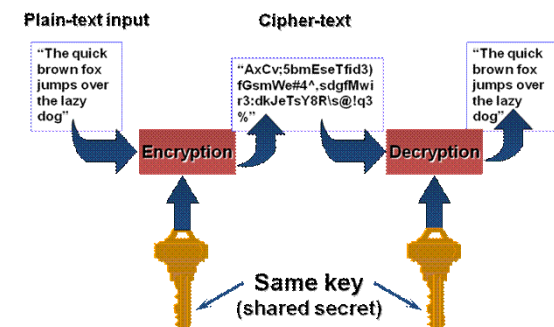 Plain-text input
Cipher-text
“The quick
brown fox
jumps over
the lazy
dog”
“AxCv;5bmEseTfid3)
fGsmWe#4^,sdgfMwi
r3:dkJeTsY8R\s@!q3
%”
“The quick
brown fox
jumps over
the lazy
dog”
Encryption
Decryption
Same key
(shared secret)